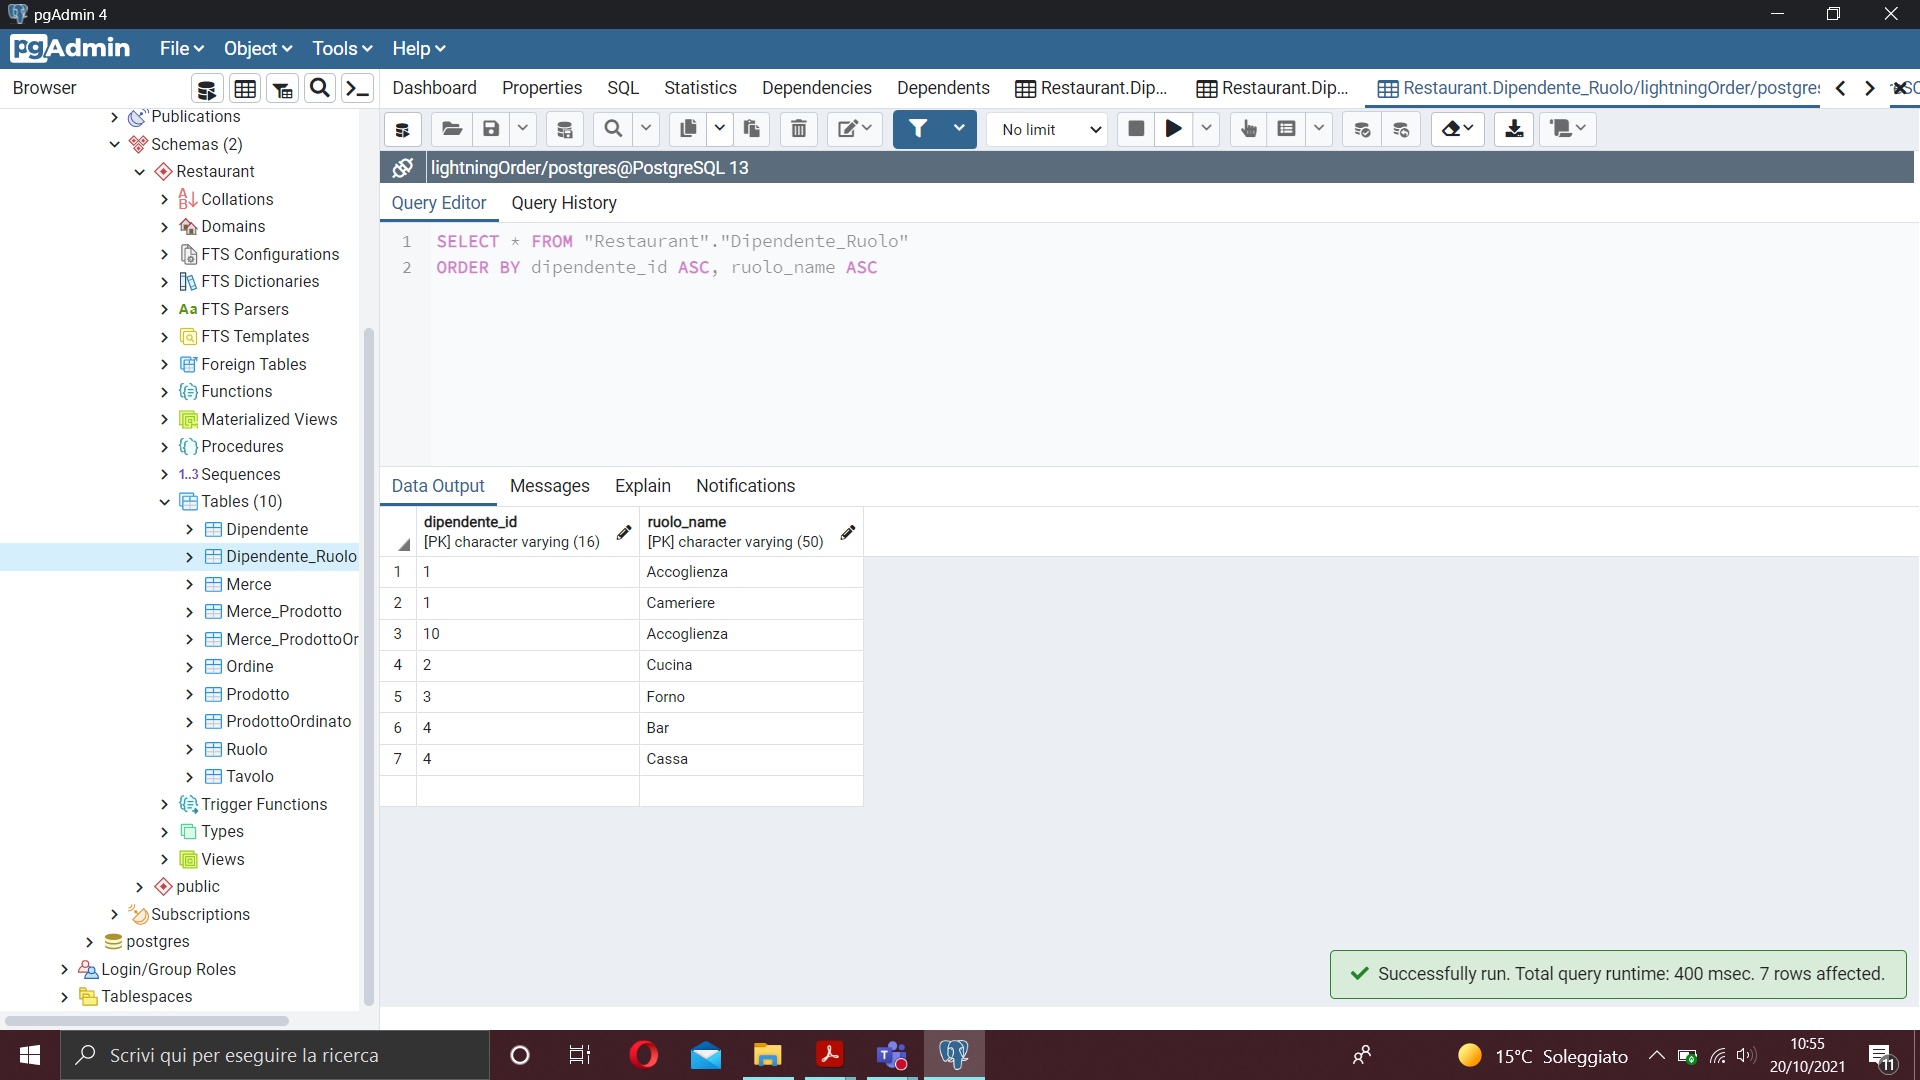 pgAdmin 4
pgAdmin File Object Tools Help
Browser
Dashboard Properties SQL Statistics Dependencies Dependents Restaurant.Dip... Restaurant.Dip... Restaurant.Dipendente_Ruolo/lightningOrder/postgres
No limit
lightningOrder/postgres@PostgreSQL 13
Query Editor Query History
1 SELECT * FROM "Restaurant"."Dipendente_Ruolo"
2 ORDER BY dipendente_id ASC, ruolo_name ASC
Publications
Schemas (2)
Restaurant
Collations
Domains
FTS Configurations
FTS Dictionaries
Aa FTS Parsers
FTS Templates
Foreign Tables
Functions
Materialized Views
Procedures
1..3 Sequences
Tables (10)
Dipendente
Dipendente_Ruolo
Merce
Merce_Prodotto
Merce_ProdottoOr
Ordine
Prodotto
ProdottoOrdinato
Ruolo
Tavolo
Trigger Functions
Types
Views
public
Subscriptions
postgres
Login/Group Roles
Tablespaces
Data Output Messages Explain Notifications
dipendente_id ruolo_name
[PK] character varying (16) [PK] character varying (50)
1 1 Accoglienza
2 1 Cameriere
3 10 Accoglienza
4 2 Cucina
5 3 Forno
6 4 Bar
7 4 Cassa
Successfully run. Total query runtime: 400 msec. 7 rows affected.
Scrivi qui per eseguire la ricerca
15°C Soleggiato
10:55
20/10/2021
11